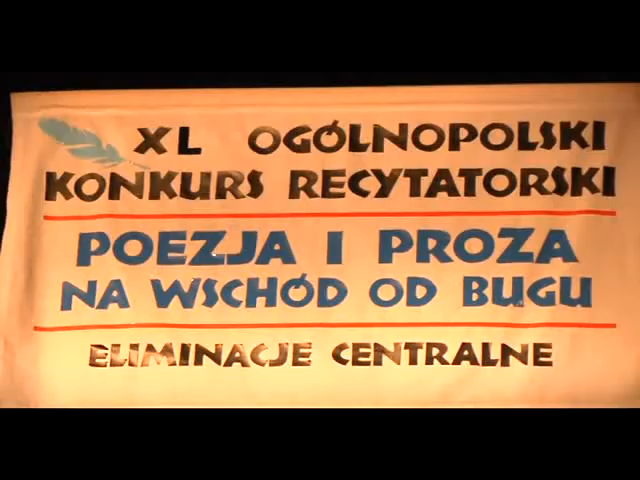 XL OGÓLNOPOLSKI
KONKURS RECYTATORSKI
POEZJA I PROZA
NA WSCHÓD OD BUGU
ELIMINACJE CENTRALNE